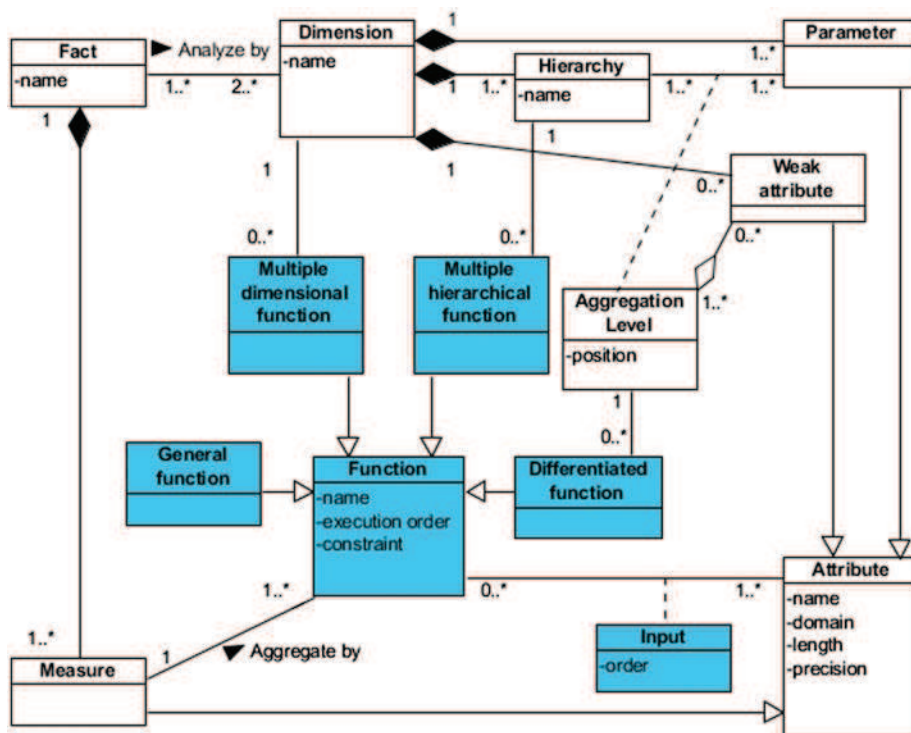 Fact
-name
Analyze by
Dimension
-name
Parameter
Hierarchy
-name
1
1..*
1..*
2..*
1
1..*
1..*
1..*
1
1
1
1
0..*
Weak
attribute
0..*
0..*
0..*
1..*
Multiple
dimensional
function
Multiple
hierarchical
function
Aggregation
Level
-position
1
0..*
General
function
Function
-name
-execution order
-constraint
Differentiated
function
Attribute
-name
-domain
-length
-precision
1..*
0..*
1..*
Input
-order
1..*
1
Aggregate by
Measure